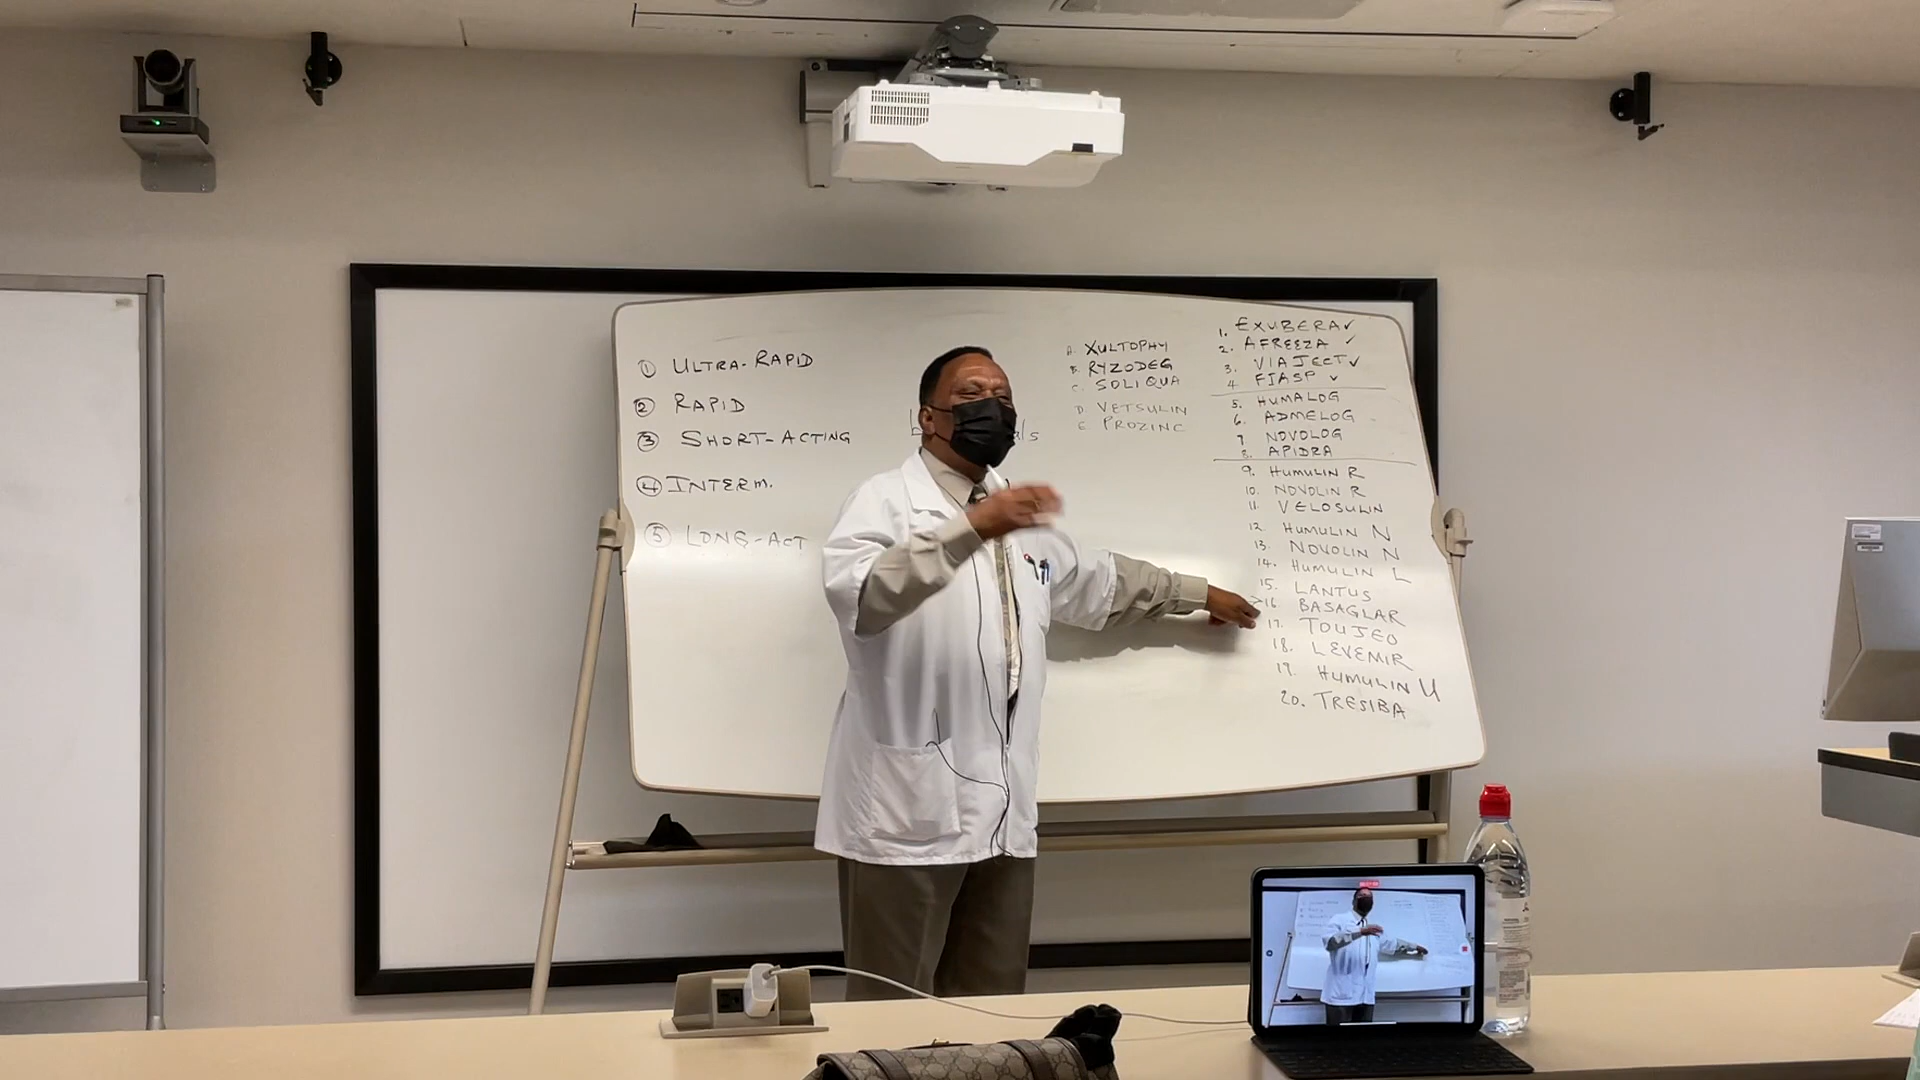 ① ULTRA-RAPID
② RAPID
③ SHORT-ACTING
④ INTERM.
⑤ LONG-ACT
A. XULTOPHY
B. RYZODEG
C. SOLIQUA
D. VETSULIN
E. PROZINC
1. EXUBERA ✓
2. AFREEZA ✓
3. VIAJECT ✓
4. FIASP ✓
5. HUMALOG
6. ADMELOG
7. NOVOLOG
8. APIDRA
9. HUMULIN R
10. NOVOLIN R
11. VELOSULIN
12. HUMULIN N
13. NOVOLIN N
14. HUMULIN L
15. LANTUS
16. BASAGLAR
17. TOUJEO
18. LEVEMIR
19. HUMULIN U
20. TRESIBA